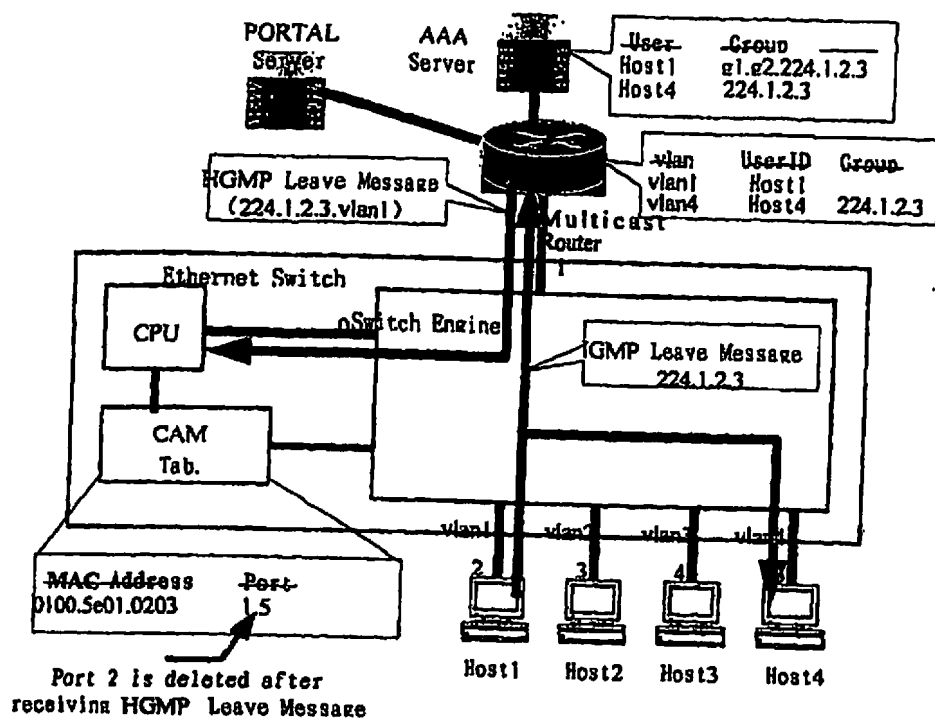 PORTAL
Server
AAA
Server
User Group
Host1 g1.g2.224.1.2.3
Host4 224.1.2.3
vlan UserID Group
vlan1 Host1
vlan4 Host4 224.1.2.3
HGMP Leave Message
(224.1.2.3.vlan1)
Multicast
Router
1
Ethernet Switch
CPU
Switch Engine
IGMP Leave Message
224.1.2.3
CAM
Tab.
vlan1 vlan2 vlan3 vlan4
2 3 4 5
MAC Address Port
0100.5e01.0203 1.5
Host1 Host2 Host3 Host4
Port 2 is deleted after
receiving HGMP Leave Message